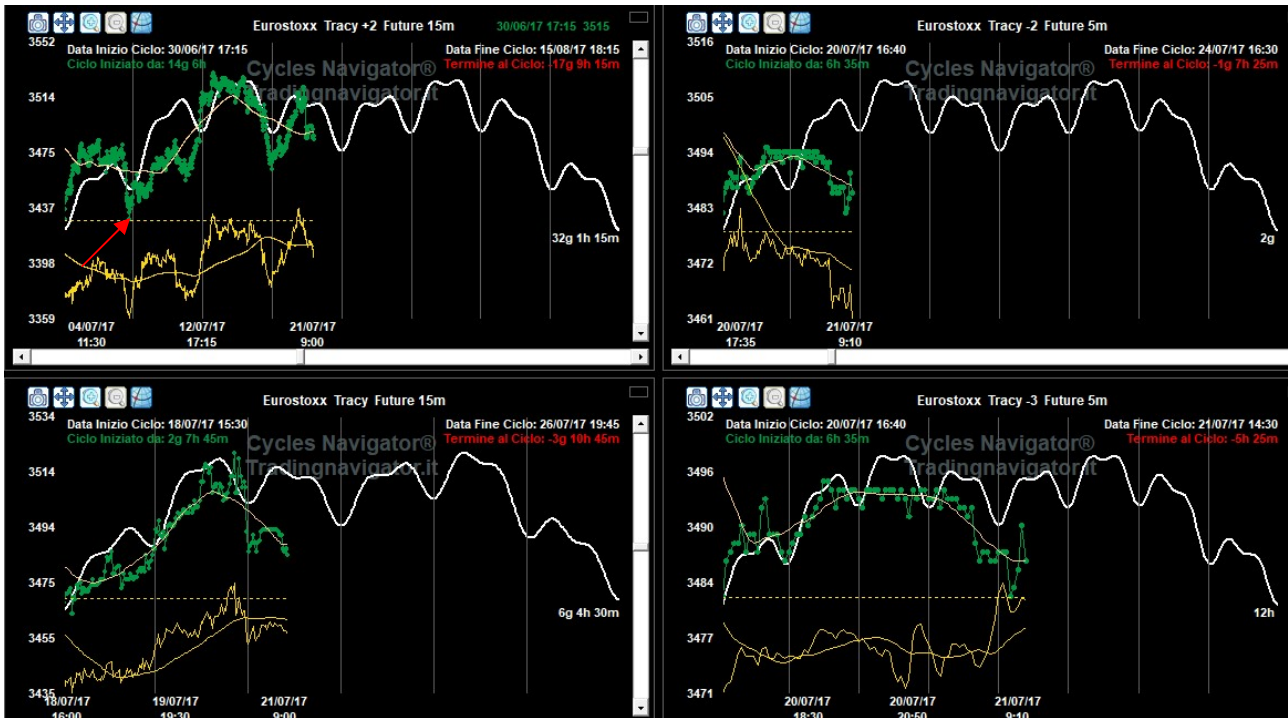 Eurostoxx Tracy +2 Future 15m
30/06/17 17:15 3515
3552
Data Inizio Ciclo: 30/06/17 17:15
Data Fine Ciclo: 15/08/17 18:15
Ciclo Iniziato da: 14g 6h
Termine al Ciclo: -17g 9h 15m
Cycles Navigator®
Tradingnavigator.it
3514
3475
3437
3398
3359
32g 1h 15m
04/07/17 12/07/17 21/07/17
11:30 17:15 9:00
Eurostoxx Tracy -2 Future 5m
3516
Data Inizio Ciclo: 20/07/17 16:40
Data Fine Ciclo: 24/07/17 16:30
Ciclo Iniziato da: 6h 35m
Termine al Ciclo: -1g 7h 25m
Cycles Navigator®
Tradingnavigator.it
3505
3494
3483
3472
3461
2g
20/07/17 21/07/17
17:35 9:10
Eurostoxx Tracy Future 15m
3534
Data Inizio Ciclo: 18/07/17 15:30
Data Fine Ciclo: 26/07/17 19:45
Ciclo Iniziato da: 2g 7h 45m
Termine al Ciclo: -3g 10h 45m
Cycles Navigator®
Tradingnavigator.it
3514
3494
3475
3455
3435
6g 4h 30m
18/07/17 19/07/17 21/07/17
16:00 19:30 9:00
Eurostoxx Tracy -3 Future 5m
3502
Data Inizio Ciclo: 20/07/17 16:40
Data Fine Ciclo: 21/07/17 14:30
Ciclo Iniziato da: 6h 35m
Termine al Ciclo: -5h 25m
Cycles Navigator®
Tradingnavigator.it
3496
3490
3484
3477
3471
12h
20/07/17 20/07/17 21/07/17
18:30 20:50 9:10